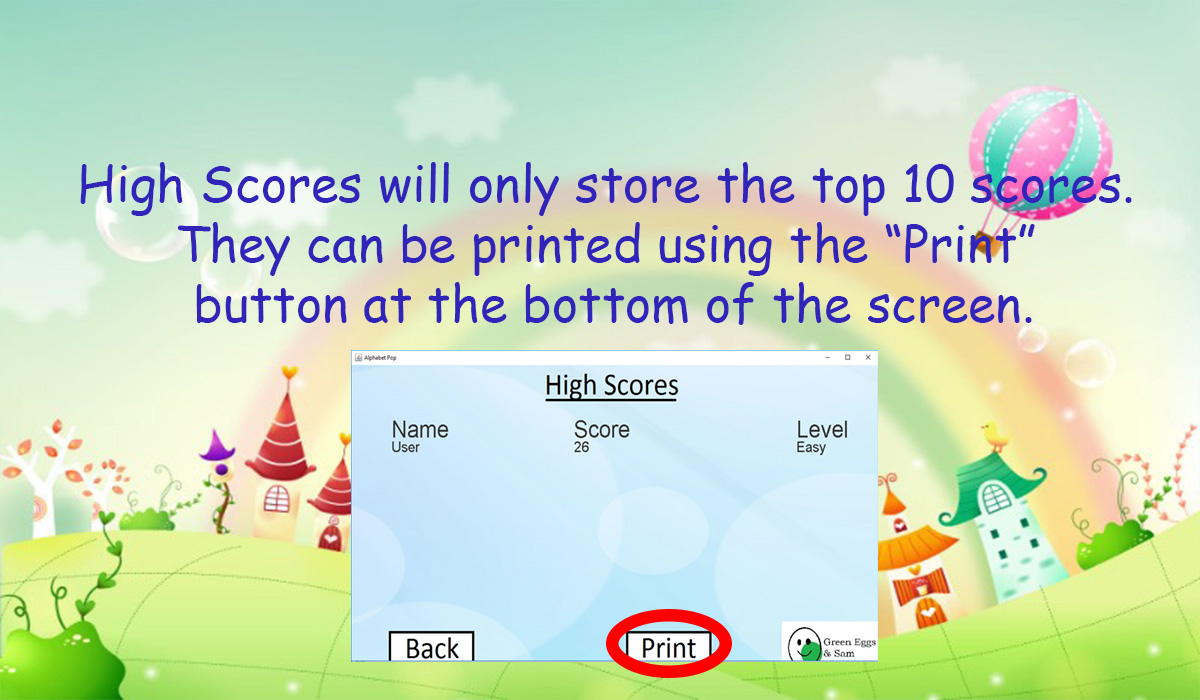 High Scores will only store the top 10 scores.
They can be printed using the “Print”
button at the bottom of the screen.
Alphabet Pop
High Scores
Name Score Level
User 26 Easy
Back Print
Green Eggs
& Sam